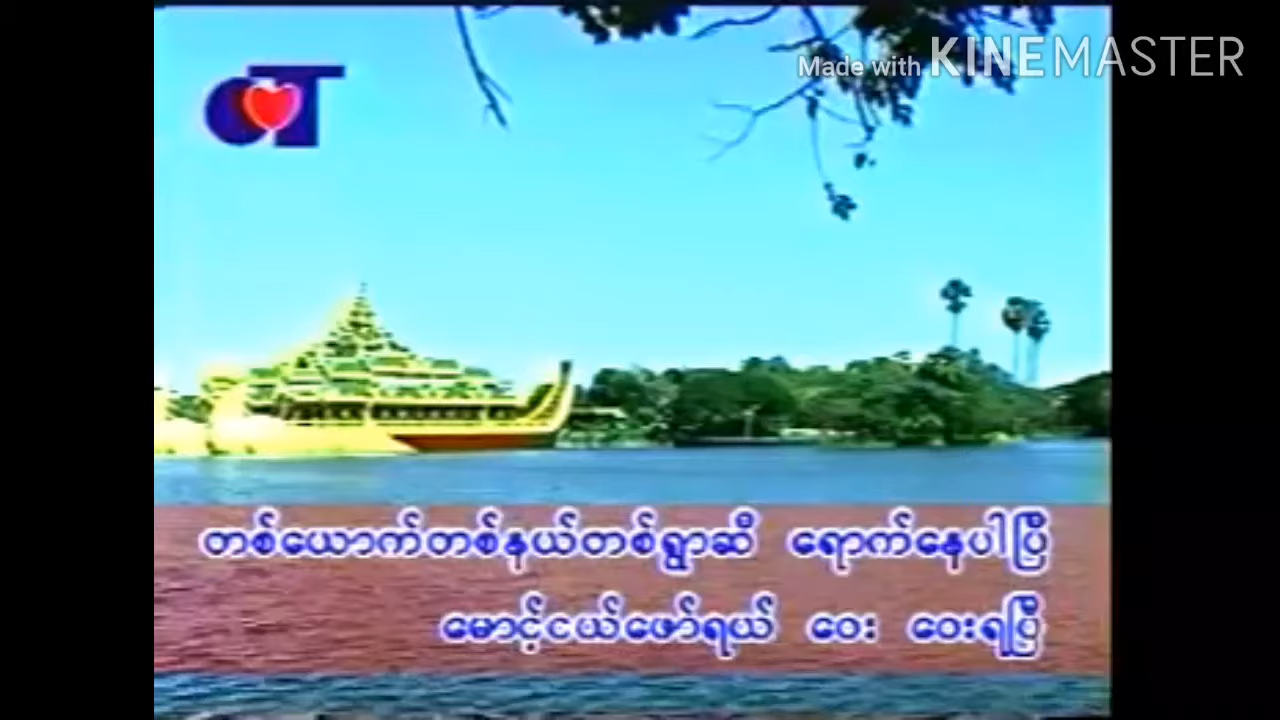 Made with KINEMASTER
တစ်ယောက်တစ်နယ်တစ်ရွာဆီ ရောက်နေပါပြီ
မောင့်ငယ်ဖော်ရယ် ဝေး ဝေးရပြီ